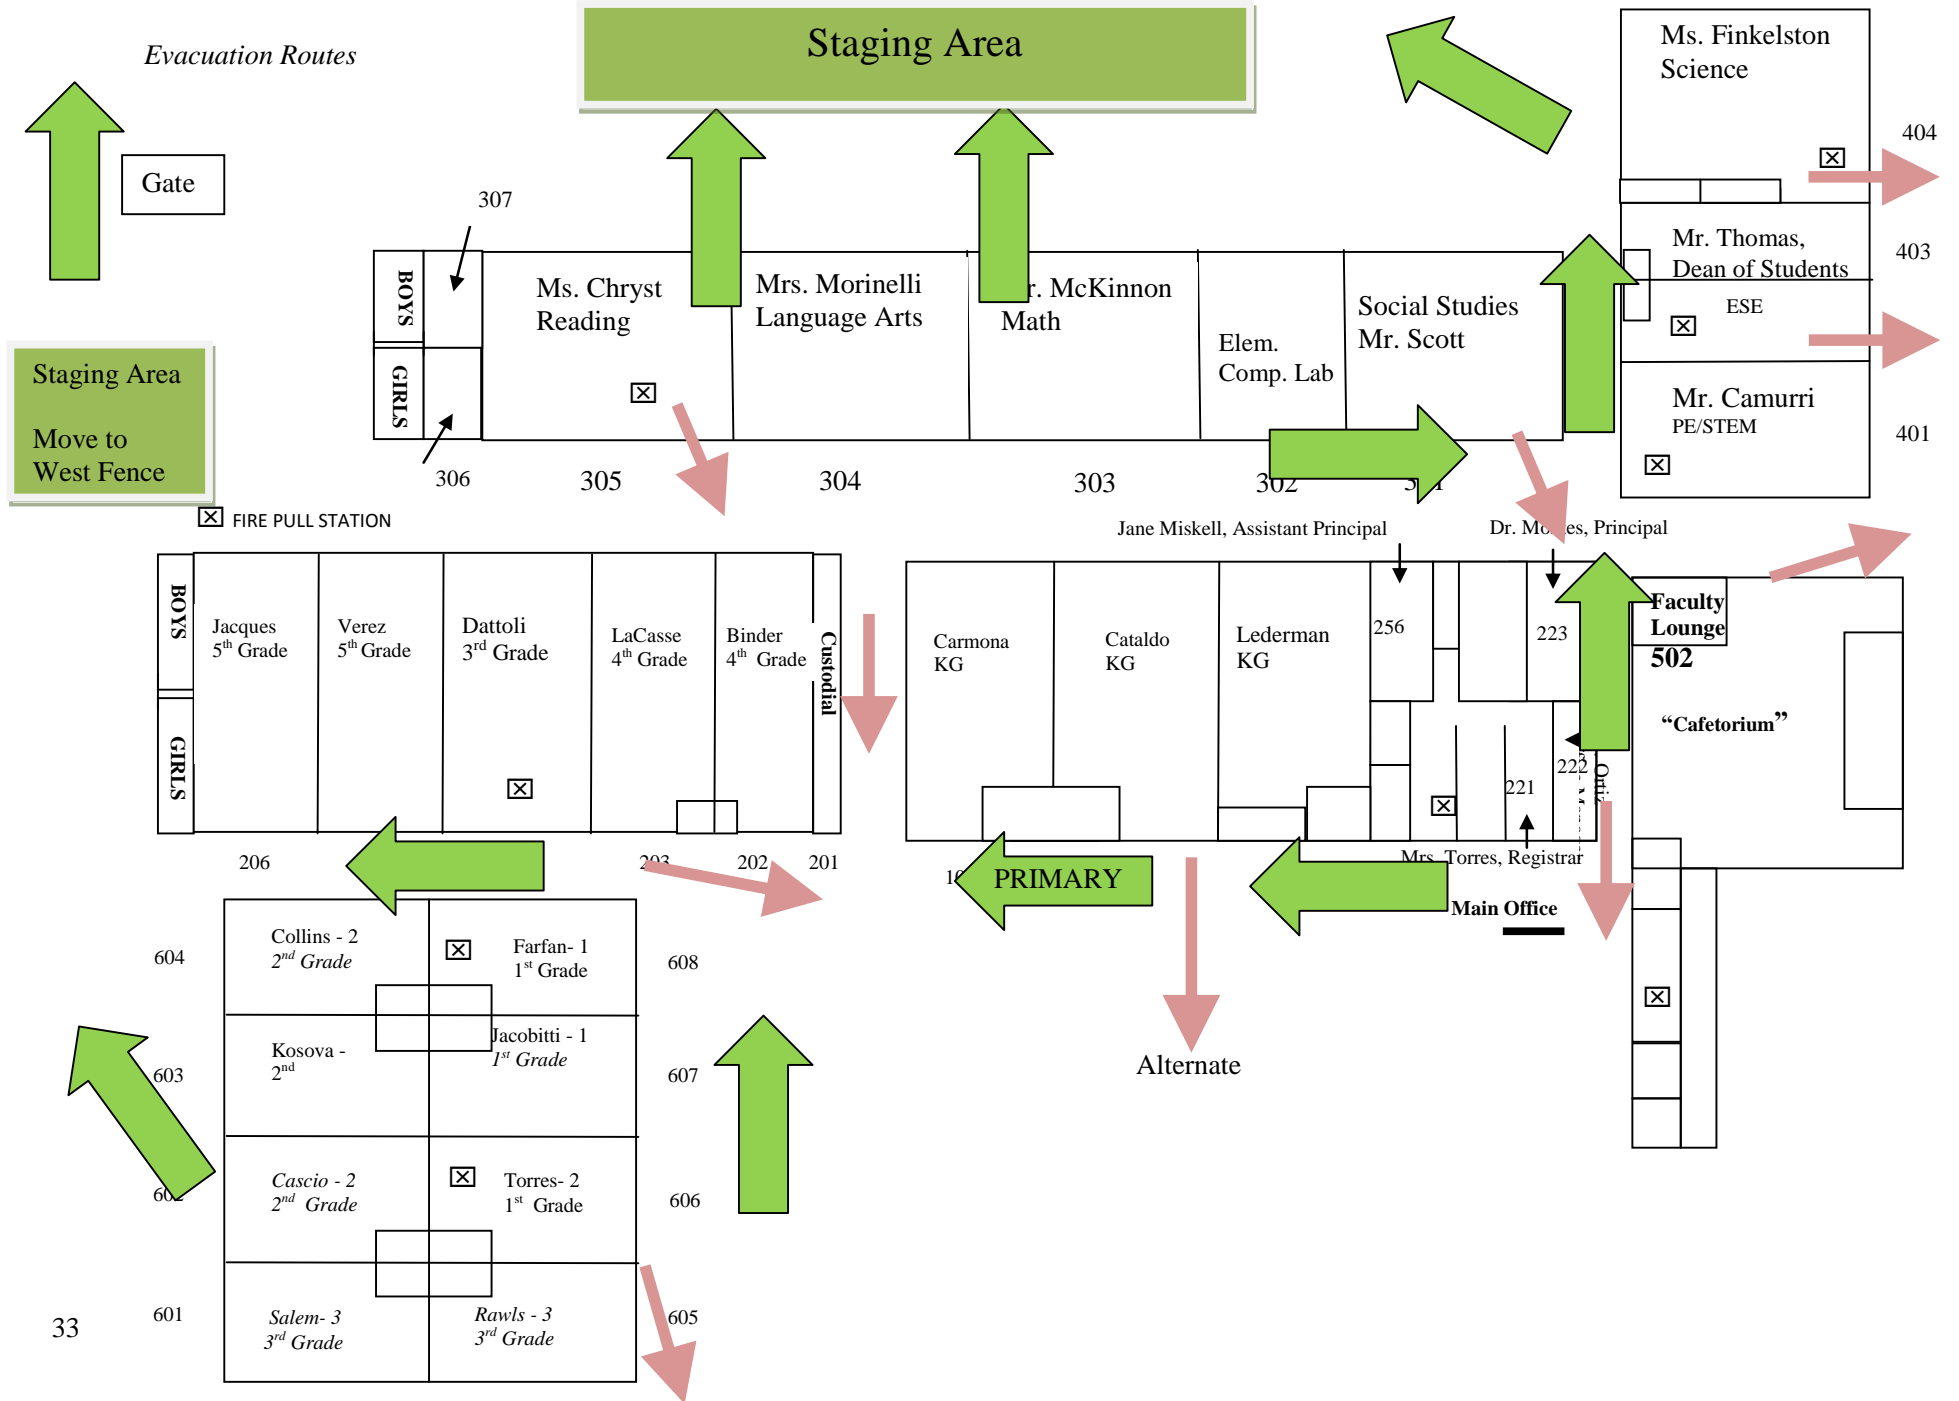 Evacuation Routes
Staging Area
Ms. Finkelston
Science
404
Gate
307
BOYS
GIRLS
Ms. Chryst
Reading
Mrs. Morinelli
Language Arts
McKinnon
Math
Elem.
Comp. Lab
Social Studies
Mr. Scott
Mr. Thomas,
Dean of Students
403
ESE
Mr. Camurri
PE/STEM
401
Staging Area
Move to
West Fence
306
305
304
303
302
FIRE PULL STATION
Jane Miskell, Assistant Principal
Dr. Principal
BOYS
GIRLS
Jacques
5th Grade
Verez
5th Grade
Dattoli
3rd Grade
LaCasse
4th Grade
Binder
4th Grade
Custodial
Carmona
KG
Cataldo
KG
Lederman
KG
256
223
222
221
Ortiz
Faculty
Lounge
502
“Cafetorium”
206
203
202
201
PRIMARY
Mrs. Torres, Registrar
Main Office
Alternate
604
Collins - 2
2nd Grade
Farfan- 1
1st Grade
608
603
Kosova -
2nd
Jacobitti - 1
1st Grade
607
602
Cascio - 2
2nd Grade
Torres- 2
1st Grade
606
601
Salem- 3
3rd Grade
Rawls - 3
3rd Grade
605
33